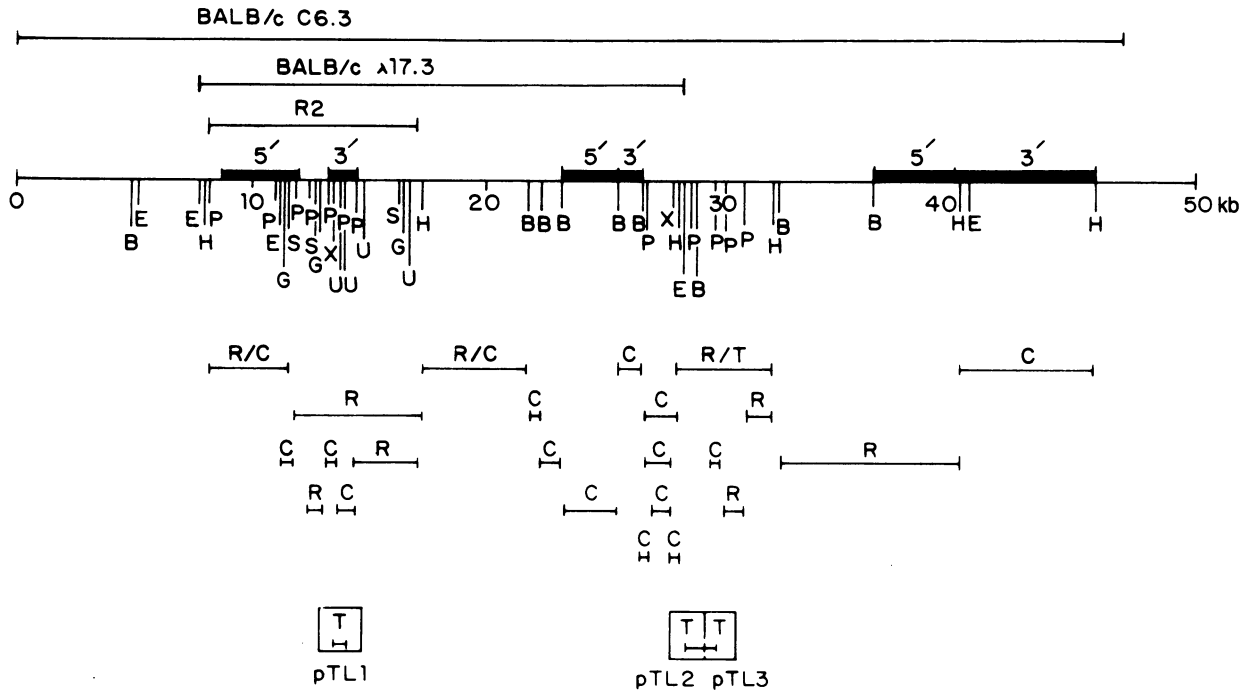 BALB/c C6.3
BALB/c λ17.3
R2
5′ 3′ 5′ 3′ 5′ 3′
0 10 20 30 40 50 kb
E E P P P P P P P S H B B B B B X P P P P B B H E H
B H E S S X U G P H H
G G U U U E B
R/C R/C C R/T C
R C C R
C C R C C C R
R C C C R
C C
T T T
pTL1 pTL2 pTL3